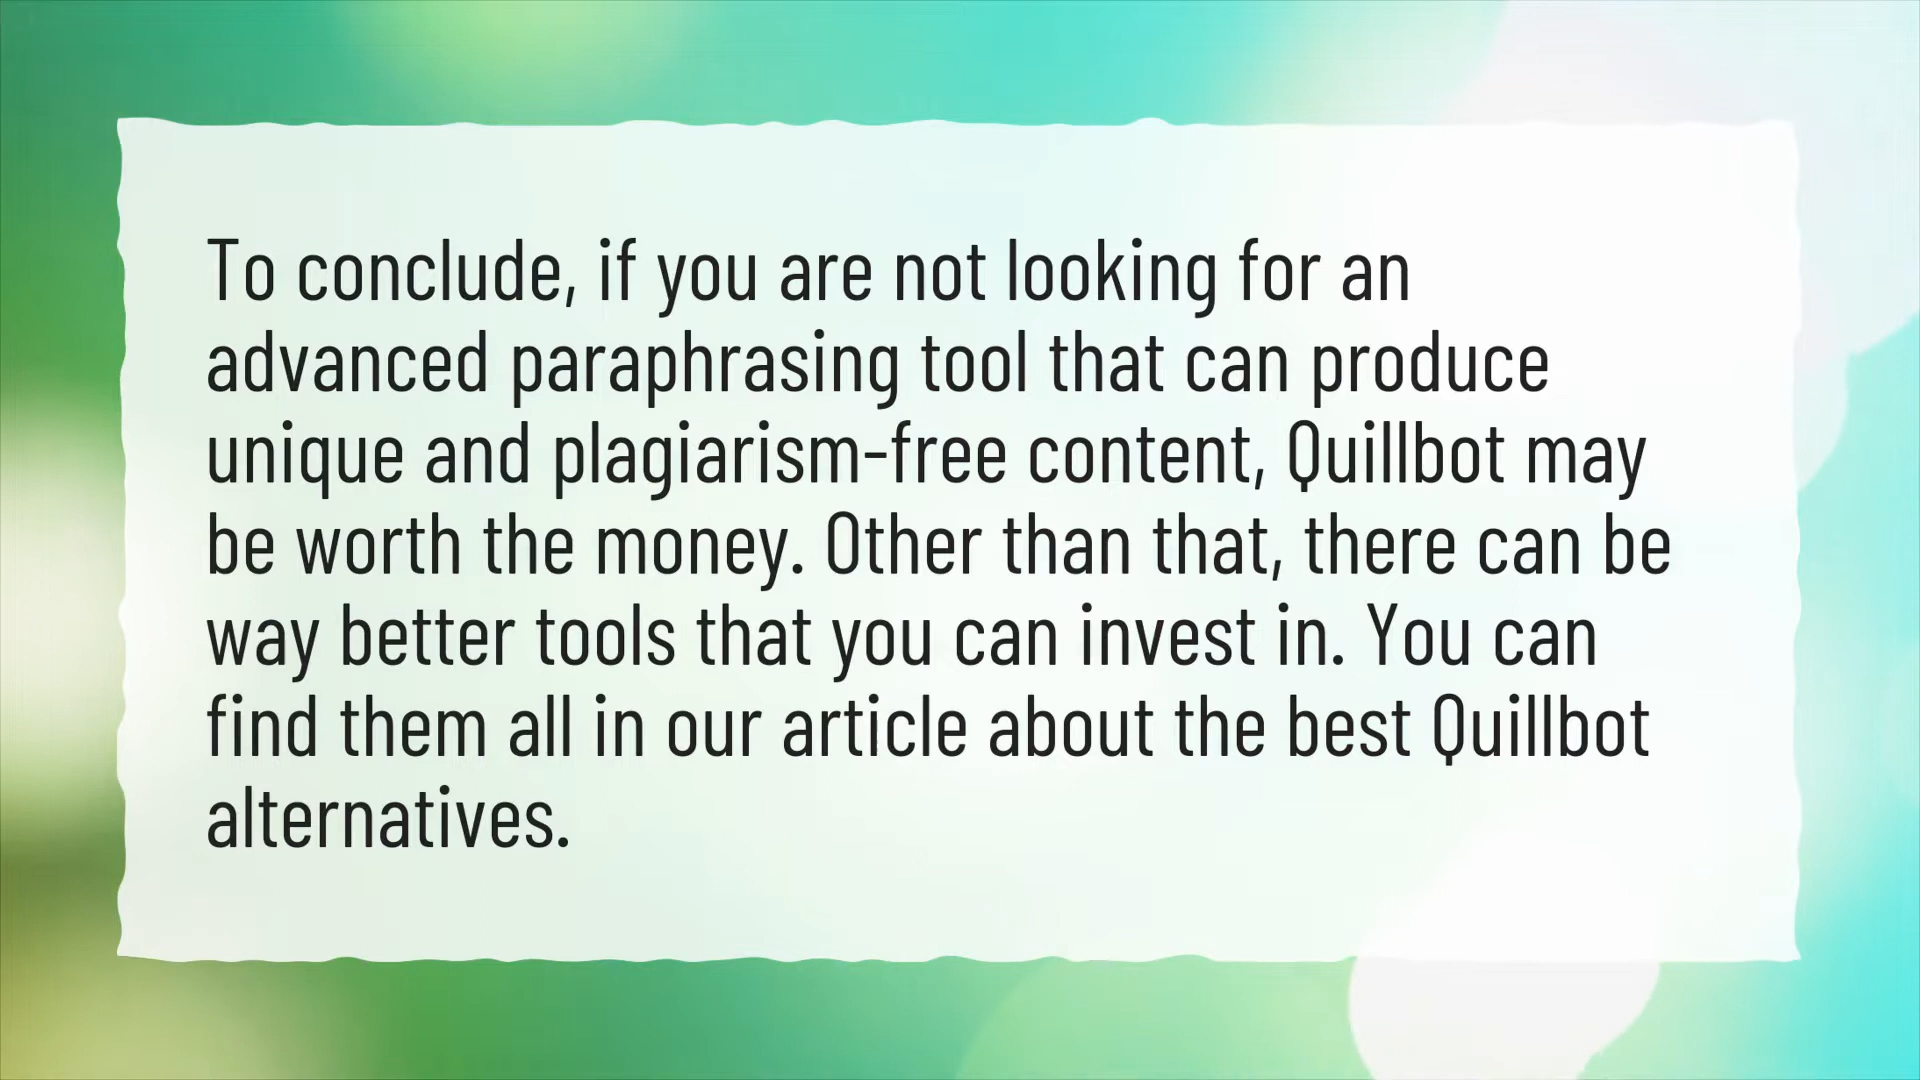 To conclude, if you are not looking for an
advanced paraphrasing tool that can produce
unique and plagiarism-free content, Quillbot may
be worth the money. Other than that, there can be
way better tools that you can invest in. You can
find them all in our article about the best Quillbot
alternatives.